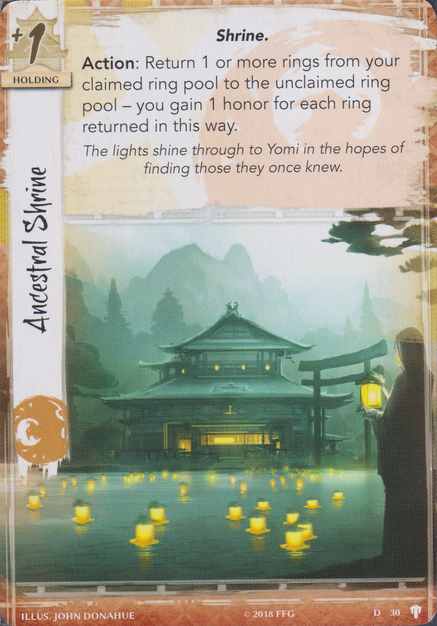 +1
HOLDING
Shrine.
Action: Return 1 or more rings from your
claimed ring pool to the unclaimed ring
pool – you gain 1 honor for each ring
returned in this way.
The lights shine through to Yomi in the hopes of
finding those they once knew.
Ancestral Shrine
ILLUS. JOHN DONAHUE
© 2018 FFG
D 30